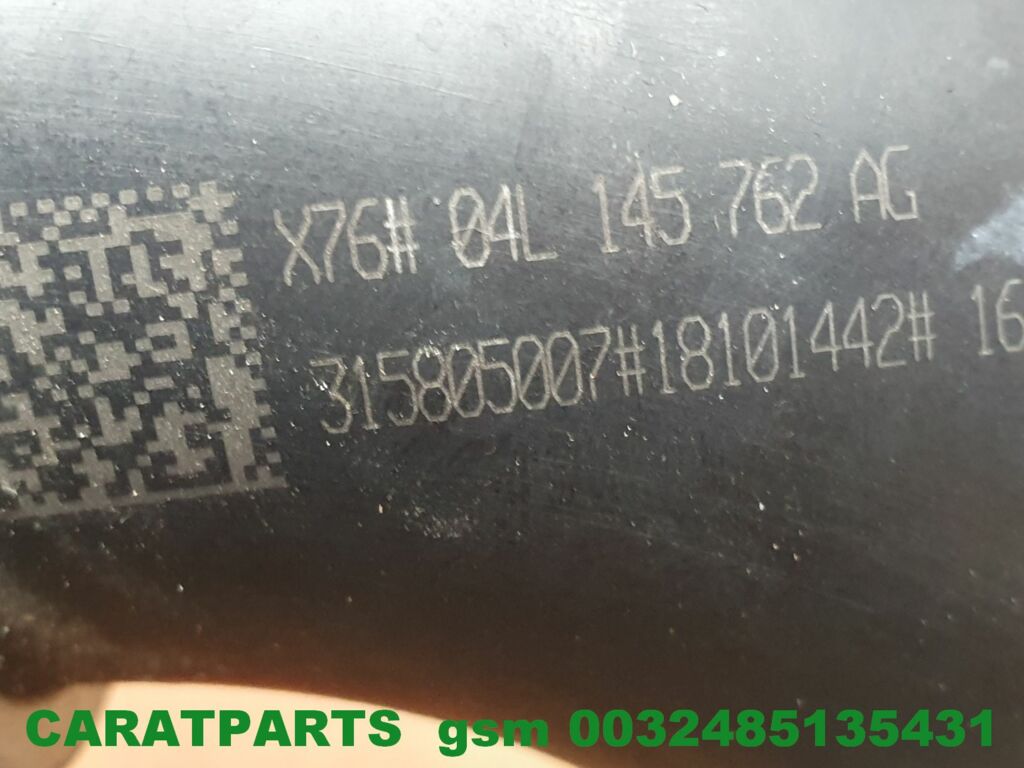 X76# 04L 145 762 AG
315805007#18101442# 16
CARATPARTS gsm 0032485135431